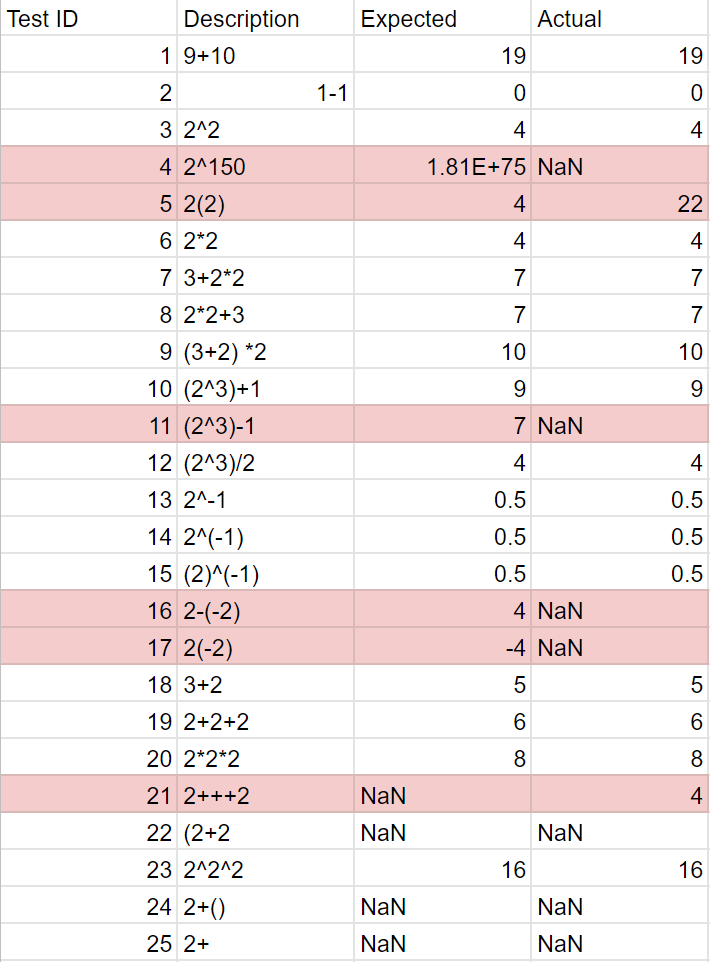 Test ID Description Expected Actual
1 9+10 19 19
2 1-1 0 0
3 2^2 4 4
4 2^150 1.81E+75 NaN
5 2(2) 4 22
6 2*2 4 4
7 3+2*2 7 7
8 2*2+3 7 7
9 (3+2) *2 10 10
10 (2^3)+1 9 9
11 (2^3)-1 7 NaN
12 (2^3)/2 4 4
13 2^-1 0.5 0.5
14 2^(-1) 0.5 0.5
15 (2)^(-1) 0.5 0.5
16 2-(-2) 4 NaN
17 2(-2) -4 NaN
18 3+2 5 5
19 2+2+2 6 6
20 2*2*2 8 8
21 2+++2 NaN 4
22 (2+2 NaN NaN
23 2^2^2 16 16
24 2+() NaN NaN
25 2+ NaN NaN